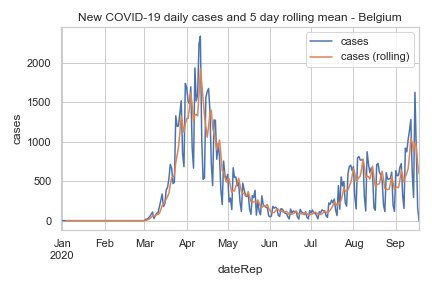 New COVID-19 daily cases and 5 day rolling mean - Belgium
cases
cases (rolling)
cases
2000
1500
1000
500
0
Jan Feb Mar Apr May Jun Jul Aug Sep
2020
dateRep